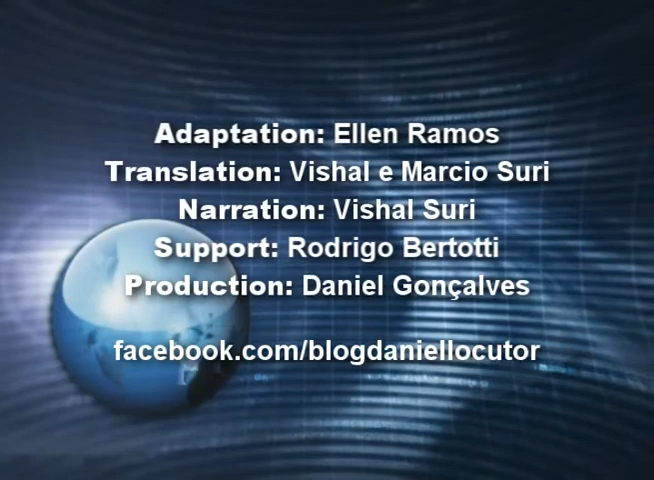 Adaptation: Ellen Ramos
Translation: Vishal e Marcio Suri
Narration: Vishal Suri
Support: Rodrigo Bertotti
Production: Daniel Gonçalves
facebook.com/blogdaniellocutor